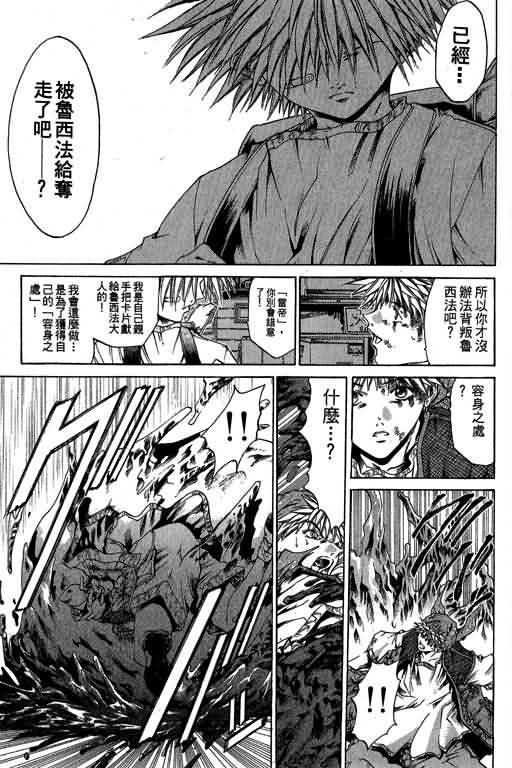 已經⋯
被魯西法給奪
走了吧——?
所以你才沒
辦法背叛魯
西法吧?
「雷帝」,
你別會錯意
了!
我是自己親
手把卡片獻
給魯西法大
人的!
我會這麼做⋯
是為了獲得自
己的「容身之
處」!
容身之處
?
什麼⋯?
!!
!!